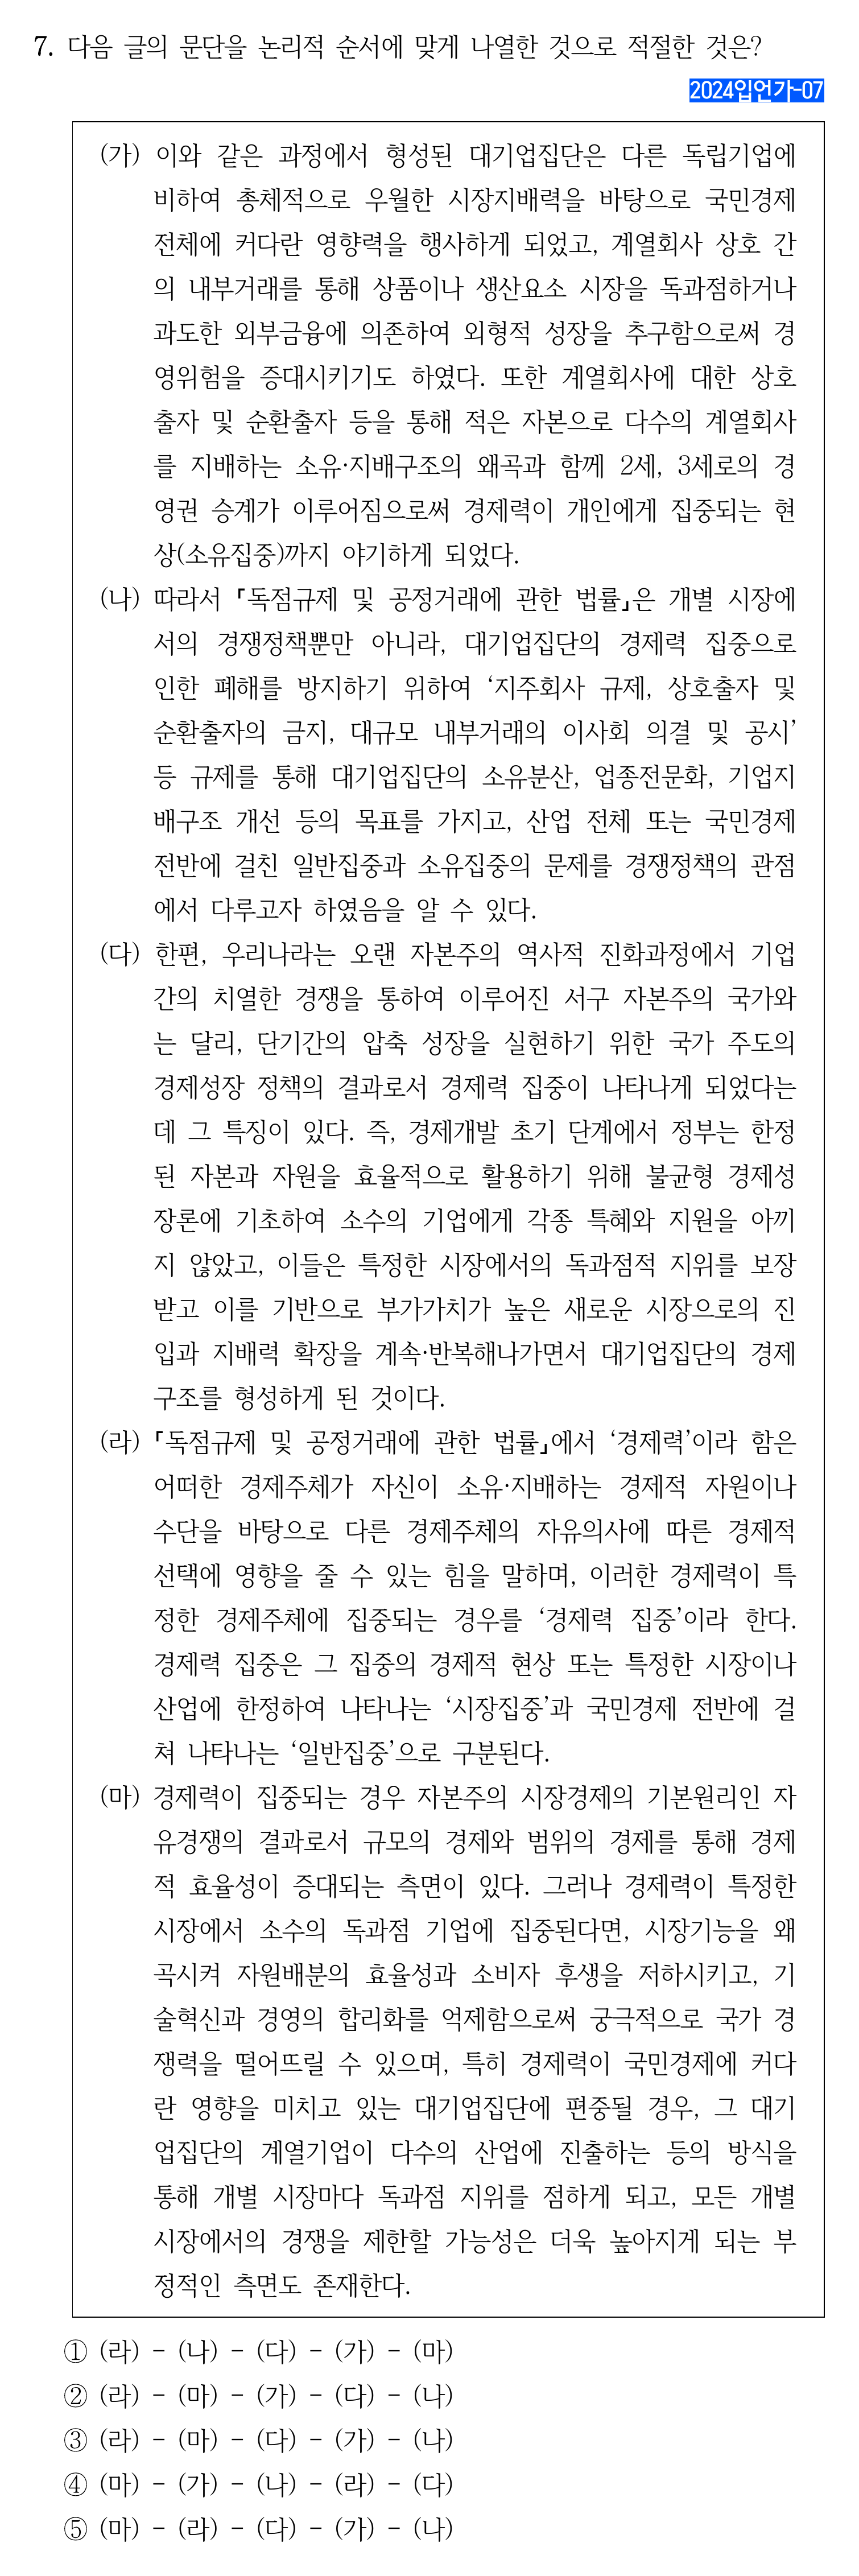 7. 다음 글의 문단을 논리적 순서에 맞게 나열한 것으로 적절한 것은?
2024입언가-07
(가) 이와 같은 과정에서 형성된 대기업집단은 다른 독립기업에
비하여 총체적으로 우월한 시장지배력을 바탕으로 국민경제
전체에 커다란 영향력을 행사하게 되었고, 계열회사 상호 간
의 내부거래를 통해 상품이나 생산요소 시장을 독과점하거나
과도한 외부금융에 의존하여 외형적 성장을 추구함으로써 경
영위험을 증대시키기도 하였다. 또한 계열회사에 대한 상호
출자 및 순환출자 등을 통해 적은 자본으로 다수의 계열회사
를 지배하는 소유·지배구조의 왜곡과 함께 2세, 3세로의 경
영권 승계가 이루어짐으로써 경제력이 개인에게 집중되는 현
상(소유집중)까지 야기하게 되었다.
(나) 따라서 「독점규제 및 공정거래에 관한 법률」은 개별 시장에
서의 경쟁정책뿐만 아니라, 대기업집단의 경제력 집중으로
인한 폐해를 방지하기 위하여 ‘지주회사 규제, 상호출자 및
순환출자의 금지, 대규모 내부거래의 이사회 의결 및 공시’
등 규제를 통해 대기업집단의 소유분산, 업종전문화, 기업지
배구조 개선 등의 목표를 가지고, 산업 전체 또는 국민경제
전반에 걸친 일반집중과 소유집중의 문제를 경쟁정책의 관점
에서 다루고자 하였음을 알 수 있다.
(다) 한편, 우리나라는 오랜 자본주의 역사적 진화과정에서 기업
간의 치열한 경쟁을 통하여 이루어진 서구 자본주의 국가와
는 달리, 단기간의 압축 성장을 실현하기 위한 국가 주도의
경제성장 정책의 결과로서 경제력 집중이 나타나게 되었다는
데 그 특징이 있다. 즉, 경제개발 초기 단계에서 정부는 한정
된 자본과 자원을 효율적으로 활용하기 위해 불균형 경제성
장론에 기초하여 소수의 기업에게 각종 특혜와 지원을 아끼
지 않았고, 이들은 특정한 시장에서의 독과점적 지위를 보장
받고 이를 기반으로 부가가치가 높은 새로운 시장으로의 진
입과 지배력 확장을 계속·반복해나가면서 대기업집단의 경제
구조를 형성하게 된 것이다.
(라) 「독점규제 및 공정거래에 관한 법률」에서 ‘경제력’이라 함은
어떠한 경제주체가 자신이 소유·지배하는 경제적 자원이나
수단을 바탕으로 다른 경제주체의 자유의사에 따른 경제적
선택에 영향을 줄 수 있는 힘을 말하며, 이러한 경제력이 특
정한 경제주체에 집중되는 경우를 ‘경제력 집중’이라 한다.
경제력 집중은 그 집중의 경제적 현상 또는 특정한 시장이나
산업에 한정하여 나타나는 ‘시장집중’과 국민경제 전반에 걸
쳐 나타나는 ‘일반집중’으로 구분된다.
(마) 경제력이 집중되는 경우 자본주의 시장경제의 기본원리인 자
유경쟁의 결과로서 규모의 경제와 범위의 경제를 통해 경제
적 효율성이 증대되는 측면이 있다. 그러나 경제력이 특정한
시장에서 소수의 독과점 기업에 집중된다면, 시장기능을 왜
곡시켜 자원배분의 효율성과 소비자 후생을 저하시키고, 기
술혁신과 경영의 합리화를 억제함으로써 궁극적으로 국가 경
쟁력을 떨어뜨릴 수 있으며, 특히 경제력이 국민경제에 커다
란 영향을 미치고 있는 대기업집단에 편중될 경우, 그 대기
업집단의 계열기업이 다수의 산업에 진출하는 등의 방식을
통해 개별 시장마다 독과점 지위를 점하게 되고, 모든 개별
시장에서의 경쟁을 제한할 가능성은 더욱 높아지게 되는 부
정적인 측면도 존재한다.
① (라) - (나) - (다) - (가) - (마)
② (라) - (마) - (가) - (다) - (나)
③ (라) - (마) - (다) - (가) - (나)
④ (마) - (가) - (나) - (라) - (다)
⑤ (마) - (라) - (다) - (가) - (나)